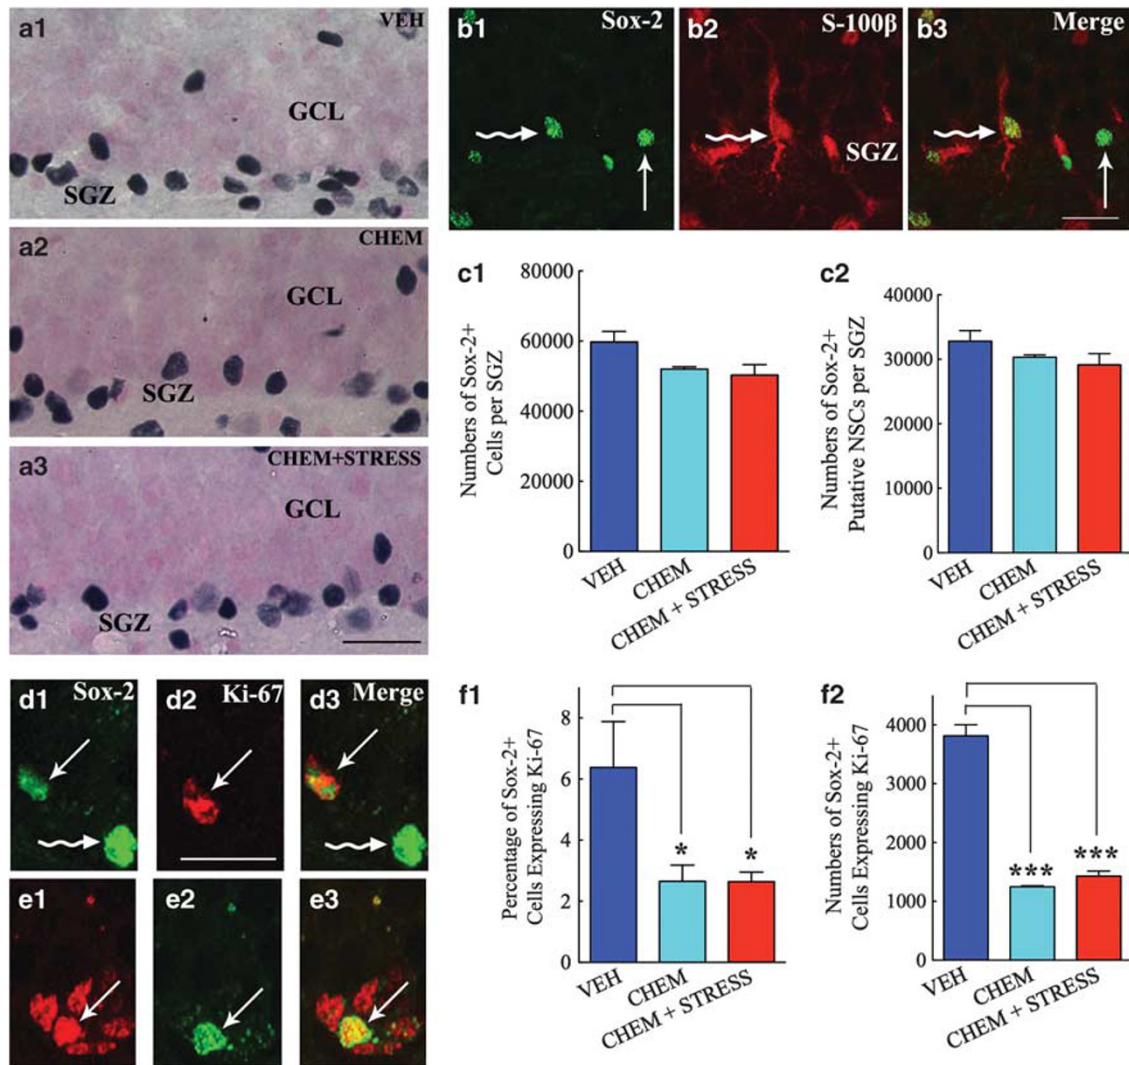 a1
VEH
GCL
SGZ
a2
CHEM
GCL
SGZ
a3
CHEM+STRESS
GCL
SGZ
b1
Sox-2
b2
S-100β
SGZ
b3
Merge
c1
80000
60000
40000
20000
0
Numbers of Sox-2+
Cells per SGZ
VEH
CHEM
CHEM + STRESS
c2
40000
30000
20000
10000
0
Numbers of Sox-2+
Putative NSCs per SGZ
VEH
CHEM
CHEM + STRESS
d1
Sox-2
d2
Ki-67
d3
Merge
e1
e2
e3
f1
8
6
4
2
0
Percentage of Sox-2+
Cells Expressing Ki-67
*
*
VEH
CHEM
CHEM + STRESS
f2
4000
3000
2000
1000
0
Numbers of Sox-2+
Cells Expressing Ki-67
***
***
VEH
CHEM
CHEM + STRESS